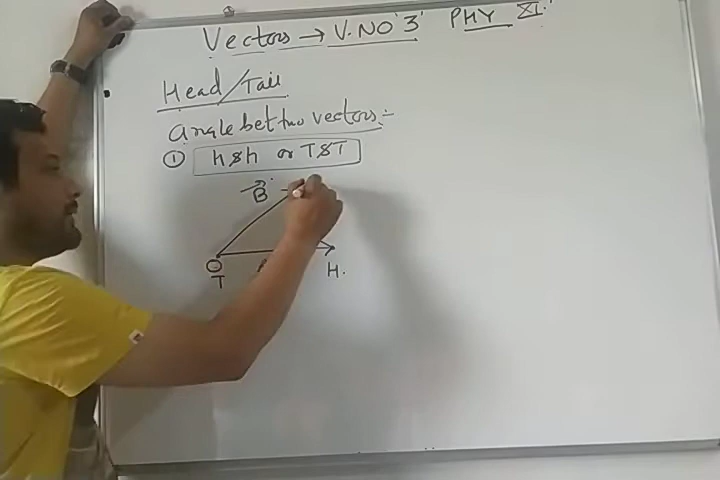 Vectors → V.NO '3' PHY XI.
Head/Tail
Angle bet two vectors:-
① h&h or T&T
→B
T H.